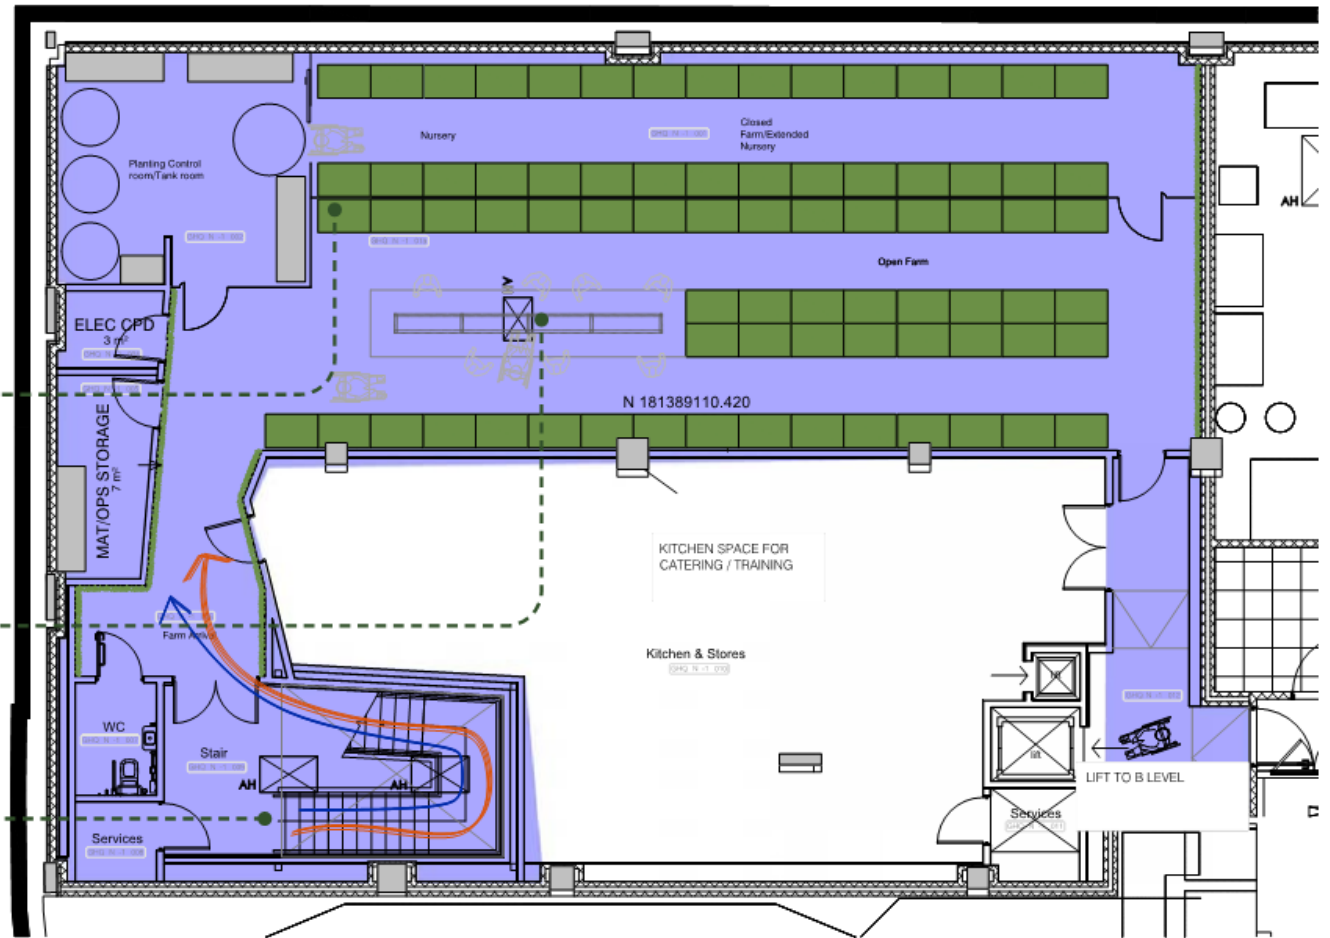 Nursery
Closed
Farm/Extended
Nursery
Planting Control
room/Tank room
AH
Open Farm
ELEC CPD
3 m²
N 181389110.420
MAT/OPS STORAGE
7 m²
KITCHEN SPACE FOR
CATERING / TRAINING
Farm Arrival
Kitchen & Stores
WC
Stair
AH
AH
lift
LIFT TO B LEVEL
Services
Services